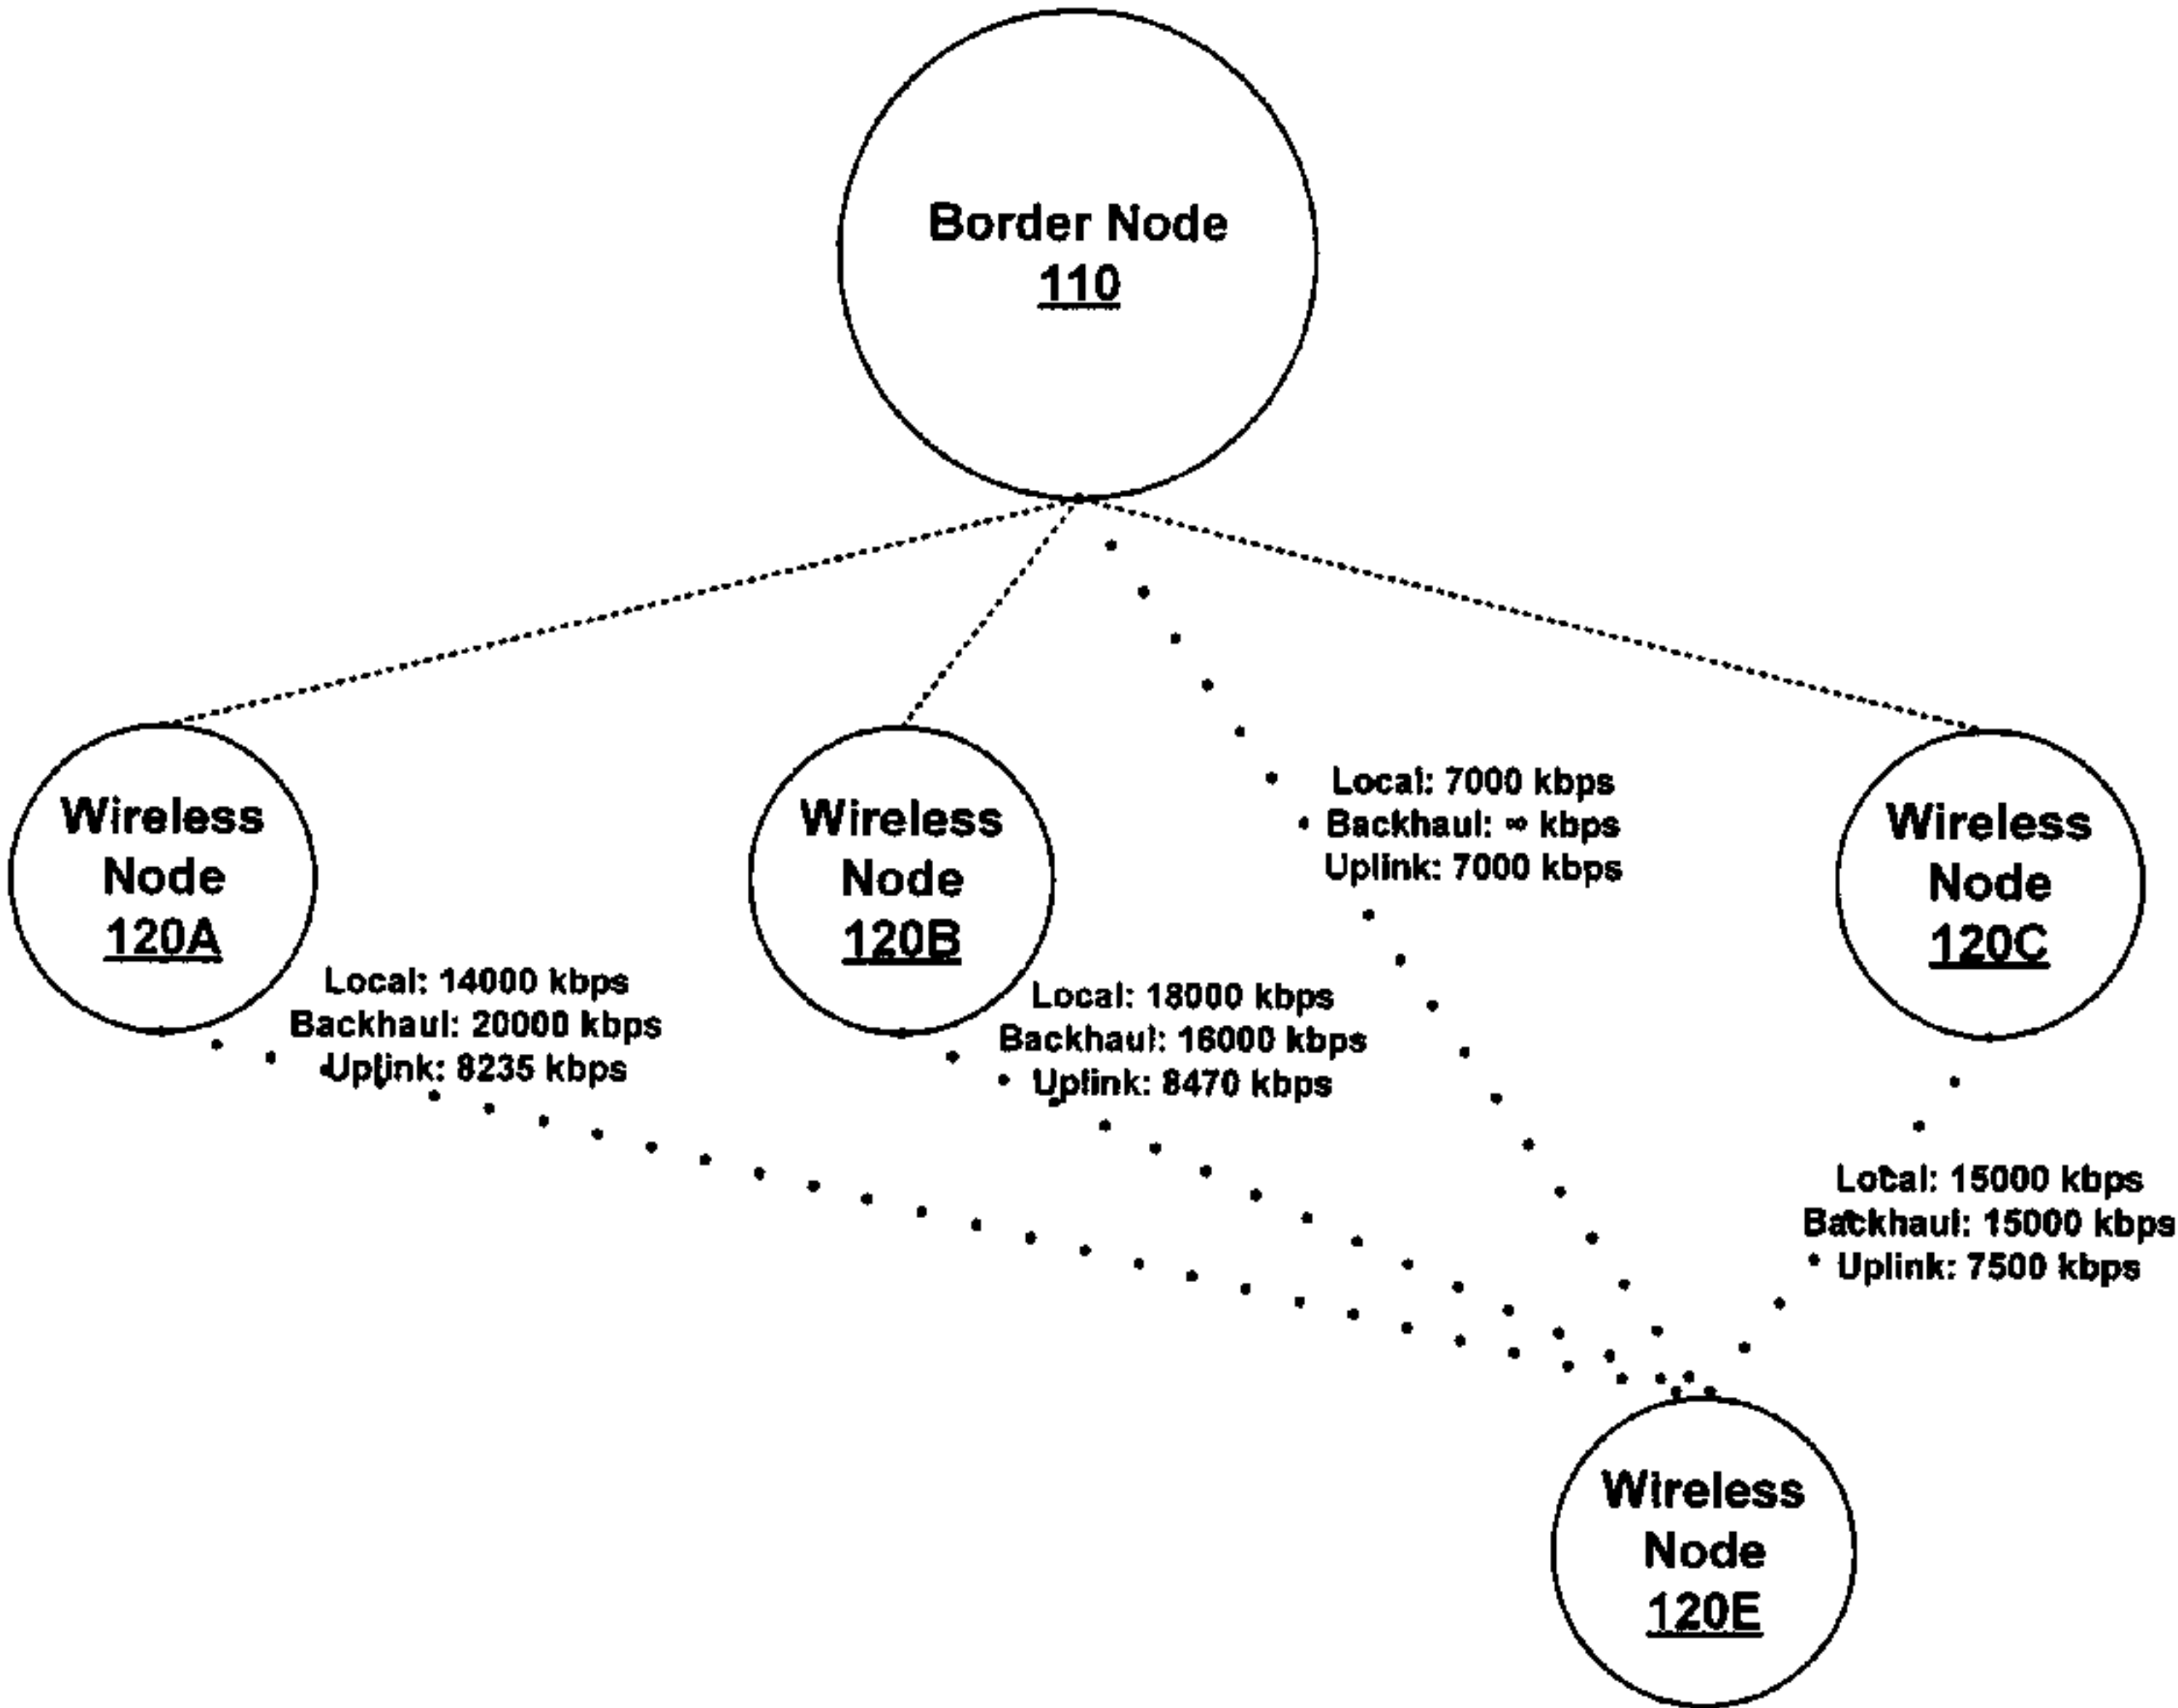 Border Node
110
Wireless
Node
120A
Wireless
Node
120B
Local: 7000 kbps
Backhaul: ∞ kbps
Uplink: 7000 kbps
Wireless
Node
120C
Local: 14000 kbps
Backhaul: 20000 kbps
Uplink: 8235 kbps
Local: 18000 kbps
Backhaul: 16000 kbps
Uplink: 8470 kbps
Local: 15000 kbps
Backhaul: 15000 kbps
Uplink: 7500 kbps
Wireless
Node
120E